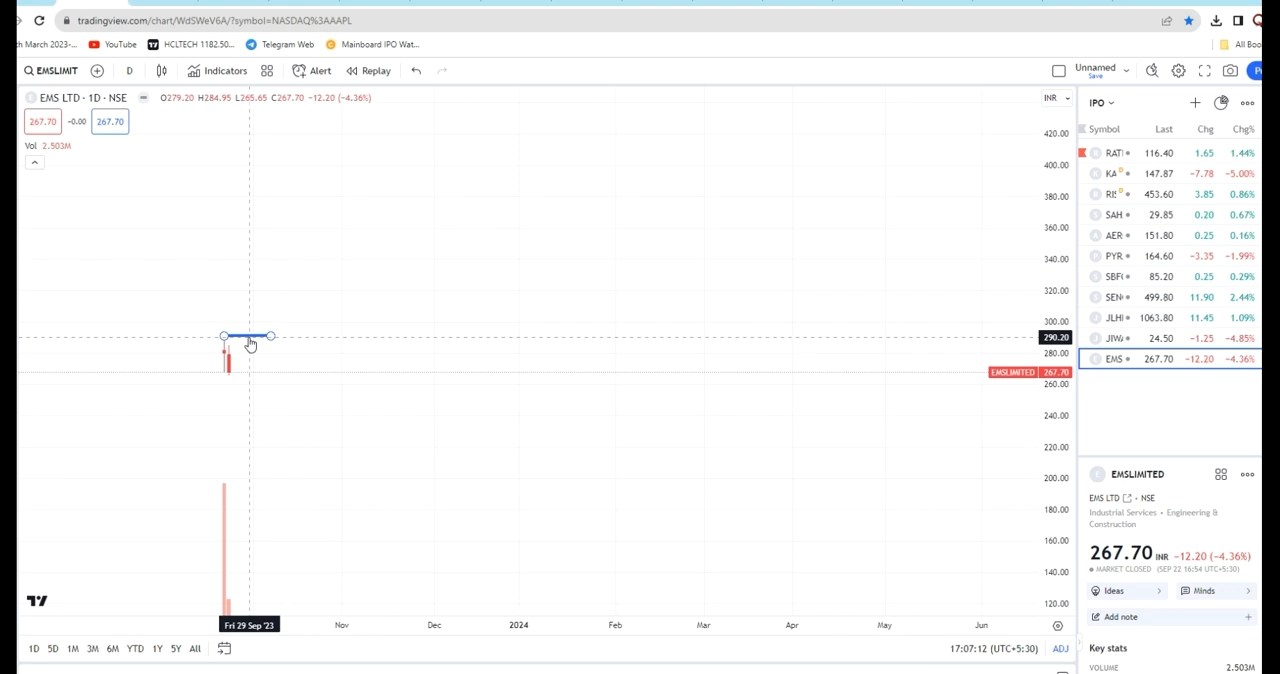 tradingview.com/chart/WdSWeV6A/?symbol=NASDAQ%3AAAPL
th March 2023-... YouTube HCLTECH 1182.50... Telegram Web Mainboard IPO Wat... All Boo
EMSLIMIT D Indicators Alert Replay Unnamed
Save
EMS LTD · 1D · NSE O279.20 H284.95 L265.65 C267.70 −12.20 (−4.36%) INR IPO
267.70 −0.00 267.70
Vol 2.503M
Symbol Last Chg Chg%
RATI 116.40 1.65 1.44%
KA D 147.87 −7.78 −5.00%
D 453.60 3.85 0.86%
SAH 29.85 0.20 0.67%
AER 151.80 0.25 0.16%
PYR 164.60 −3.35 −1.99%
SBF 85.20 0.25 0.29%
SEN 499.80 11.90 2.44%
JLHI 1063.80 11.45 1.09%
JIW 24.50 −1.25 −4.85%
EMS 267.70 −12.20 −4.36%
420.00
400.00
380.00
360.00
340.00
320.00
300.00
290.20
280.00
EMSLIMITED 267.70
260.00
240.00
220.00
200.00
180.00
160.00
140.00
120.00
EMSLIMITED
EMS LTD · NSE
Industrial Services • Engineering &
Construction
267.70 INR −12.20 (−4.36%)
MARKET CLOSED (SEP 22 16:54 UTC+5:30)
Ideas Minds
Add note
Key stats
VOLUME 2.503M
Fri 29 Sep '23 Nov Dec 2024 Feb Mar Apr May Jun
1D 5D 1M 3M 6M YTD 1Y 5Y All 17:07:12 (UTC+5:30) ADJ